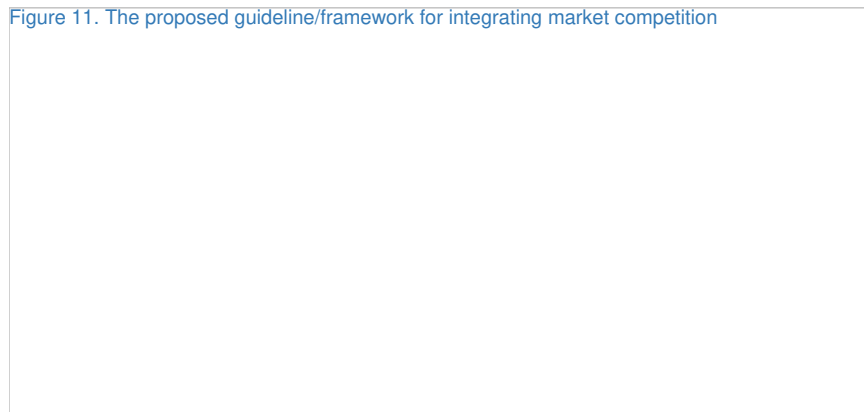 Figure 11. The proposed guideline/framework for integrating market competition